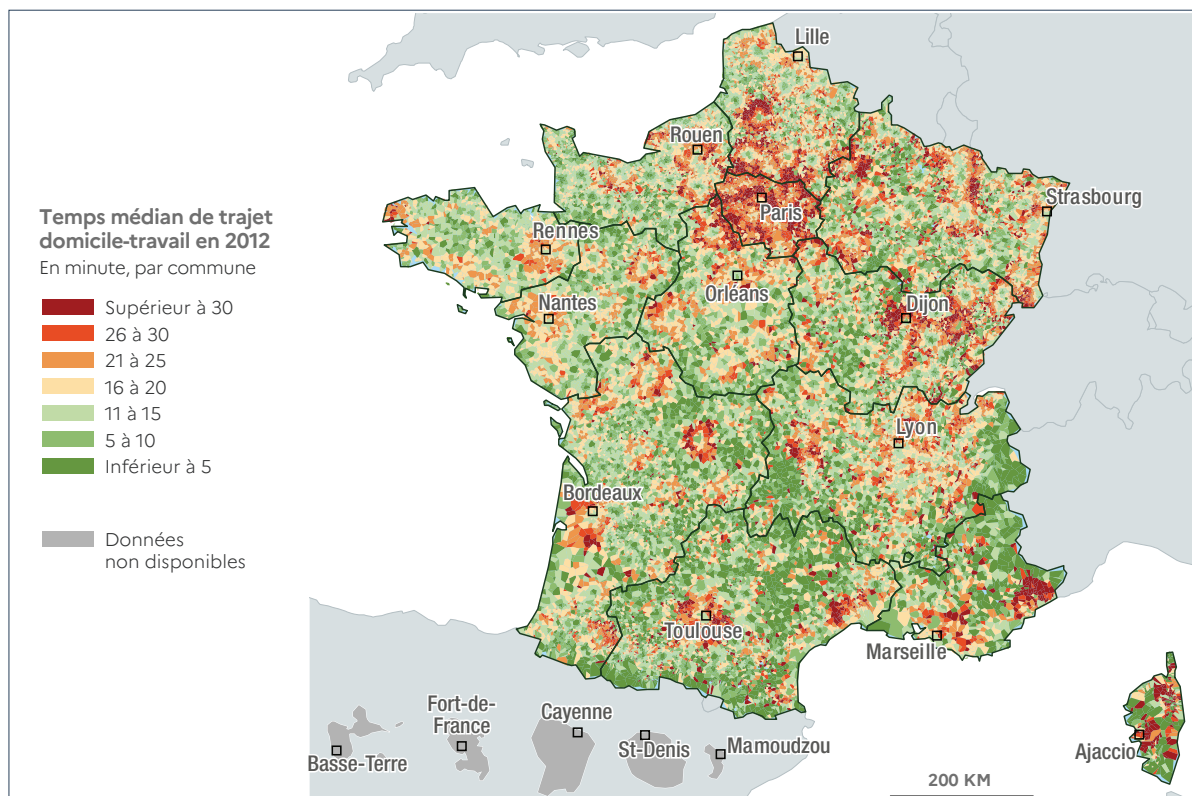 Temps médian de trajet
domicile-travail en 2012
En minute, par commune
Supérieur à 30
26 à 30
21 à 25
16 à 20
11 à 15
5 à 10
Inférieur à 5
Données
non disponibles
Lille
Rouen
Paris
Strasbourg
Rennes
Orléans
Nantes
Dijon
Lyon
Bordeaux
Toulouse
Marseille
Ajaccio
Fort-de-
France
Cayenne
St-Denis
Mamoudzou
Basse-Terre
200 KM